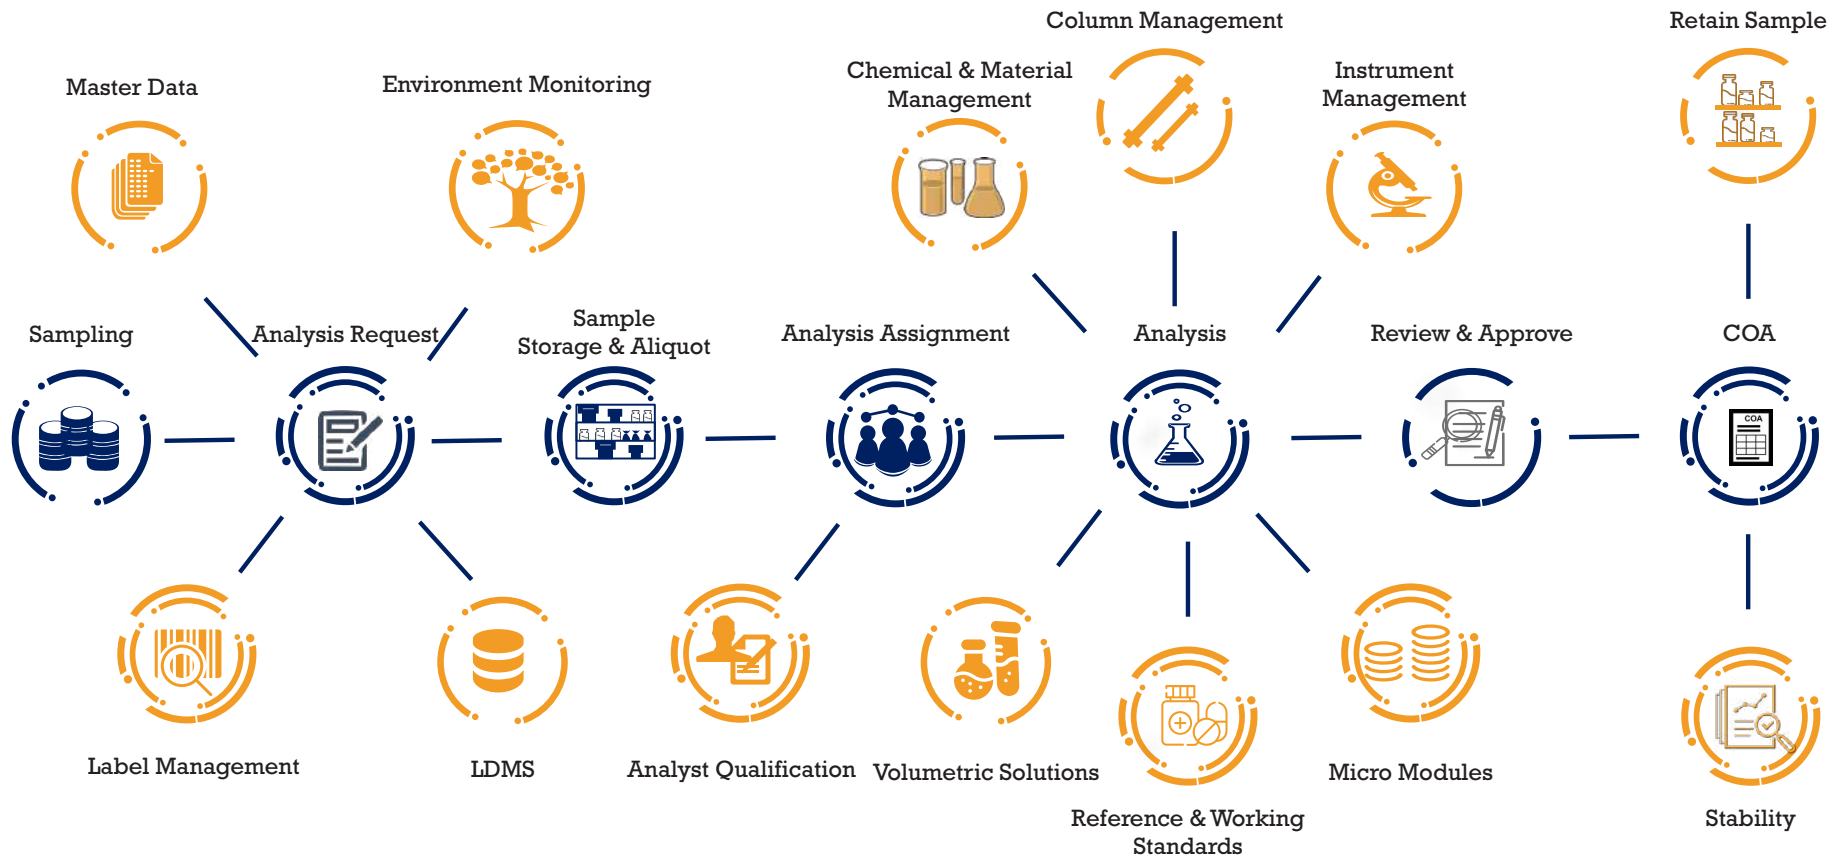 Column Management
Retain Sample
Master Data
Environment Monitoring
Chemical & Material
Management
Instrument
Management
Sampling
Analysis Request
Sample
Storage & Aliquot
Analysis Assignment
Analysis
Review & Approve
COA
COA
Label Management
LDMS
Analyst Qualification
Volumetric Solutions
Reference & Working
Standards
Micro Modules
Stability